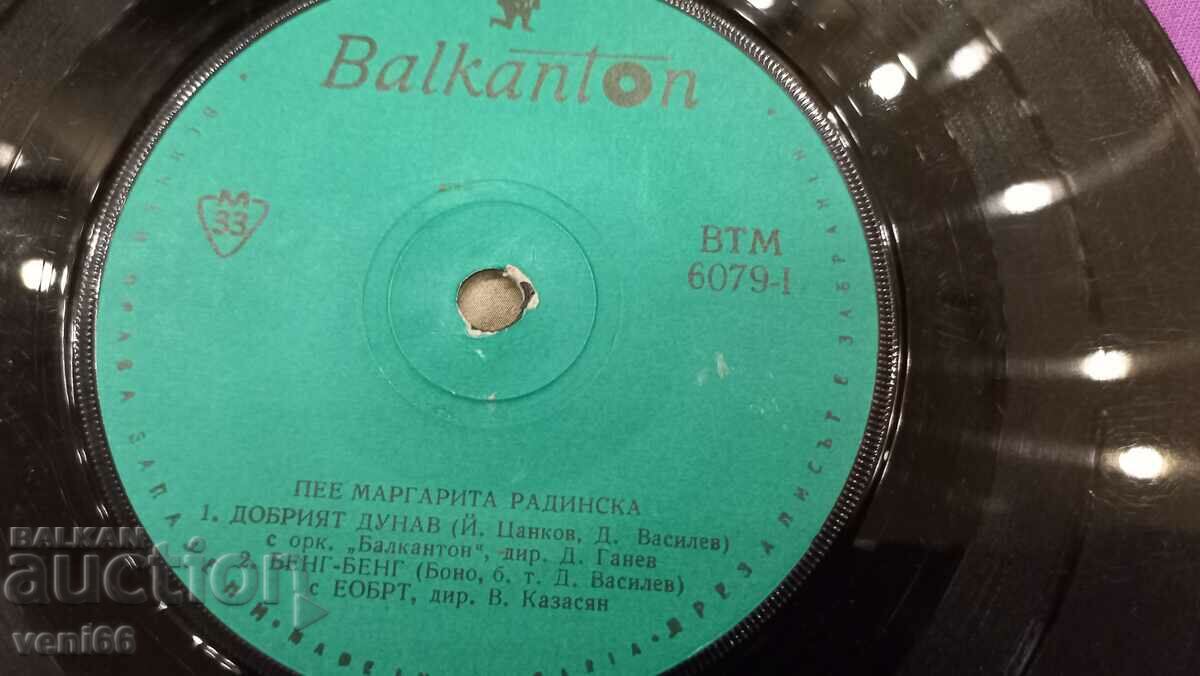 Balkanton
M
33
ВТМ
6079-I
ПЕЕ МАРГАРИТА РАДИНСКА
1. ДОБРИЯТ ДУНАВ (Й. Цанков, Д. Василев)
с орк. „Балкантон", дир. Д. Ганев
2. БЕНГ-БЕНГ (Боно, б. т. Д. Василев)
с ЕОБРТ, дир. В. Казасян
BALKAN
auction
veni66